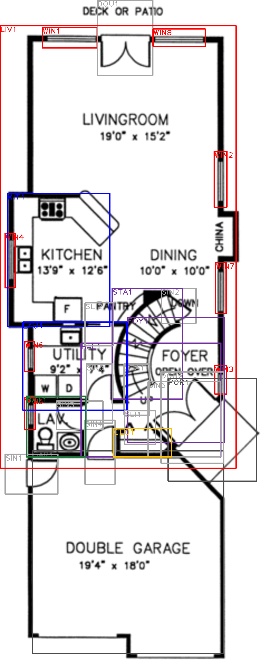 DECK OR PATIO
LIV1
WIN1
WIN8
LIVINGROOM
19'0" x 15'2"
WIN2
CHINA
WIN4
KITCHEN
13'9" x 12'6"
DINING
10'0" x 10'0"
WIN7
F
PANTRY
STA1
DOWN
UTILITY
9'2" x 7'4"
FOYER
OPEN OVER
W
D
WIN3
LAV.
UP
SIN1
DOUBLE GARAGE
19'4" x 18'0"